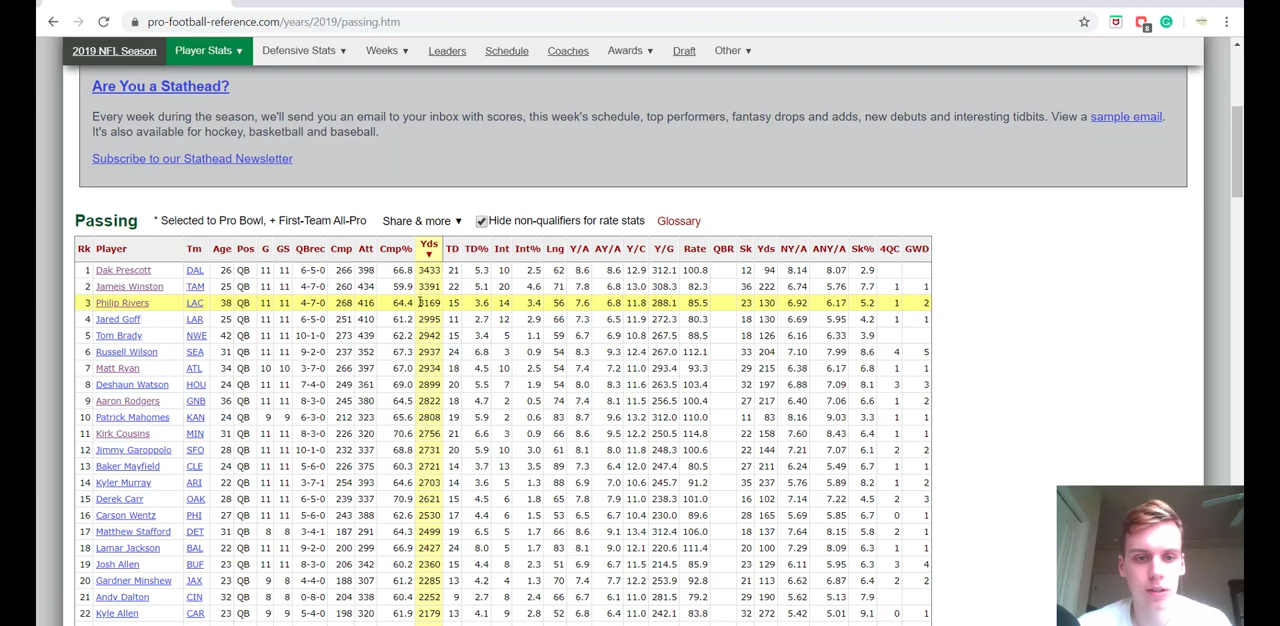 pro-football-reference.com/years/2019/passing.htm
8
2019 NFL Season Player Stats ▼ Defensive Stats ▼ Weeks ▼ Leaders Schedule Coaches Awards ▼ Draft Other ▼
Are You a Stathead?
Every week during the season, we'll send you an email to your inbox with scores, this week's schedule, top performers, fantasy drops and adds, new debuts and interesting tidbits. View a sample email.
It's also available for hockey, basketball and baseball.
Subscribe to our Stathead Newsletter
Passing * Selected to Pro Bowl, + First-Team All-Pro Share & more ▼ Hide non-qualifiers for rate stats Glossary
Rk Player Tm Age Pos G GS QBrec Cmp Att Cmp% Yds ▼ TD TD% Int Int% Lng Y/A AY/A Y/C Y/G Rate QBR Sk Yds NY/A ANY/A Sk% 4QC GWD
1 Dak Prescott DAL 26 QB 11 11 6-5-0 266 398 66.8 3433 21 5.3 10 2.5 62 8.6 8.6 12.9 312.1 100.8 12 94 8.14 8.07 2.9
2 Jameis Winston TAM 25 QB 11 11 4-7-0 260 434 59.9 3391 22 5.1 20 4.6 71 7.8 6.8 13.0 308.3 82.3 36 222 6.74 5.76 7.7 1 1
3 Philip Rivers LAC 38 QB 11 11 4-7-0 268 416 64.4 3169 15 3.6 14 3.4 56 7.6 6.8 11.8 288.1 85.5 23 130 6.92 6.17 5.2 1 2
4 Jared Goff LAR 25 QB 11 11 6-5-0 251 410 61.2 2995 11 2.7 12 2.9 66 7.3 6.5 11.9 272.3 80.3 18 130 6.69 5.95 4.2 1 1
5 Tom Brady NWE 42 QB 11 11 10-1-0 273 439 62.2 2942 15 3.4 5 1.1 59 6.7 6.9 10.8 267.5 88.5 18 126 6.16 6.33 3.9
6 Russell Wilson SEA 31 QB 11 11 9-2-0 237 352 67.3 2937 24 6.8 3 0.9 54 8.3 9.3 12.4 267.0 112.1 33 204 7.10 7.99 8.6 4 5
7 Matt Ryan ATL 34 QB 10 10 3-7-0 266 397 67.0 2934 18 4.5 10 2.5 54 7.4 7.2 11.0 293.4 93.3 29 215 6.38 6.17 6.8 1 1
8 Deshaun Watson HOU 24 QB 11 11 7-4-0 249 361 69.0 2899 20 5.5 7 1.9 54 8.0 8.3 11.6 263.5 103.4 32 197 6.88 7.09 8.1 3 3
9 Aaron Rodgers GNB 36 QB 11 11 8-3-0 245 380 64.5 2822 18 4.7 2 0.5 74 7.4 8.1 11.5 256.5 100.4 27 217 6.40 7.06 6.6 1 2
10 Patrick Mahomes KAN 24 QB 9 9 6-3-0 212 323 65.6 2808 19 5.9 2 0.6 83 8.7 9.6 13.2 312.0 110.0 11 83 8.16 9.03 3.3 1 1
11 Kirk Cousins MIN 31 QB 11 11 8-3-0 226 320 70.6 2756 21 6.6 3 0.9 66 8.6 9.5 12.2 250.5 114.8 22 158 7.60 8.43 6.4 1 1
12 Jimmy Garoppolo SFO 28 QB 11 11 10-1-0 232 337 68.8 2731 20 5.9 10 3.0 61 8.1 8.0 11.8 248.3 100.6 22 144 7.21 7.07 6.1 2 2
13 Baker Mayfield CLE 24 QB 11 11 5-6-0 226 375 60.3 2721 14 3.7 13 3.5 89 7.3 6.4 12.0 247.4 80.5 27 211 6.24 5.49 6.7 1 1
14 Kyler Murray ARI 22 QB 11 11 3-7-1 254 393 64.6 2703 14 3.6 5 1.3 88 6.9 7.0 10.6 245.7 91.2 35 237 5.76 5.89 8.2 1 2
15 Derek Carr OAK 28 QB 11 11 6-5-0 239 337 70.9 2621 15 4.5 6 1.8 65 7.8 7.9 11.0 238.3 101.0 16 102 7.14 7.22 4.5 2 3
16 Carson Wentz PHI 27 QB 11 11 5-6-0 243 388 62.6 2530 17 4.4 6 1.5 53 6.5 6.7 10.4 230.0 89.6 28 165 5.69 5.85 6.7 0 1
17 Matthew Stafford DET 31 QB 8 8 3-4-1 187 291 64.3 2499 19 6.5 5 1.7 66 8.6 9.1 13.4 312.4 106.0 18 137 7.64 8.15 5.8 2 1
18 Lamar Jackson BAL 22 QB 11 11 9-2-0 200 299 66.9 2427 24 8.0 5 1.7 83 8.1 9.0 12.1 220.6 111.4 20 100 7.29 8.09 6.3 1 1
19 Josh Allen BUF 23 QB 11 11 8-3-0 206 342 60.2 2360 15 4.4 8 2.3 51 6.9 6.7 11.5 214.5 85.9 23 129 6.11 5.95 6.3 3 4
20 Gardner Minshew JAX 23 QB 9 8 4-4-0 188 307 61.2 2285 13 4.2 4 1.3 70 7.4 7.7 12.2 253.9 92.8 21 113 6.62 6.87 6.4 2 2
21 Andy Dalton CIN 32 QB 8 8 0-8-0 204 338 60.4 2252 9 2.7 8 2.4 66 6.7 6.1 11.0 281.5 79.2 29 190 5.62 5.13 7.9
22 Kyle Allen CAR 23 QB 9 9 5-4-0 198 320 61.9 2179 13 4.1 9 2.8 52 6.8 6.4 11.0 242.1 83.8 32 272 5.42 5.01 9.1 0 1